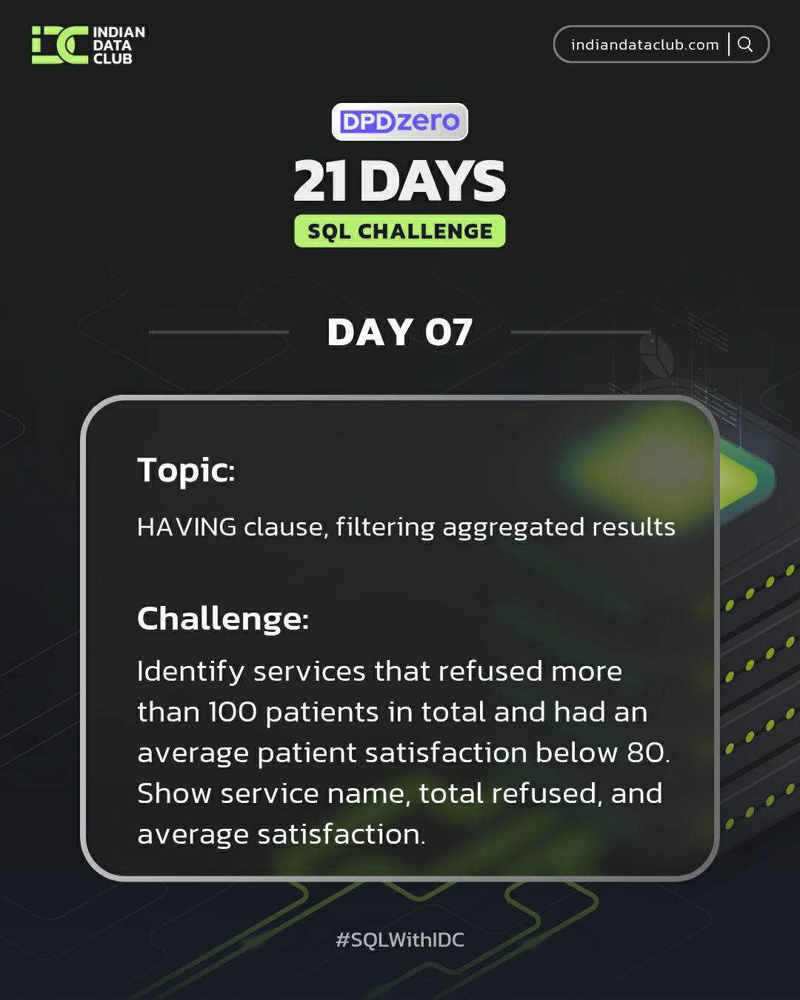 INDIAN
DATA
CLUB
indiandataclub.com
DPDzero
21 DAYS
SQL CHALLENGE
DAY 07
Topic:
HAVING clause, filtering aggregated results
Challenge:
Identify services that refused more
than 100 patients in total and had an
average patient satisfaction below 80.
Show service name, total refused, and
average satisfaction.
#SQLWithIDC